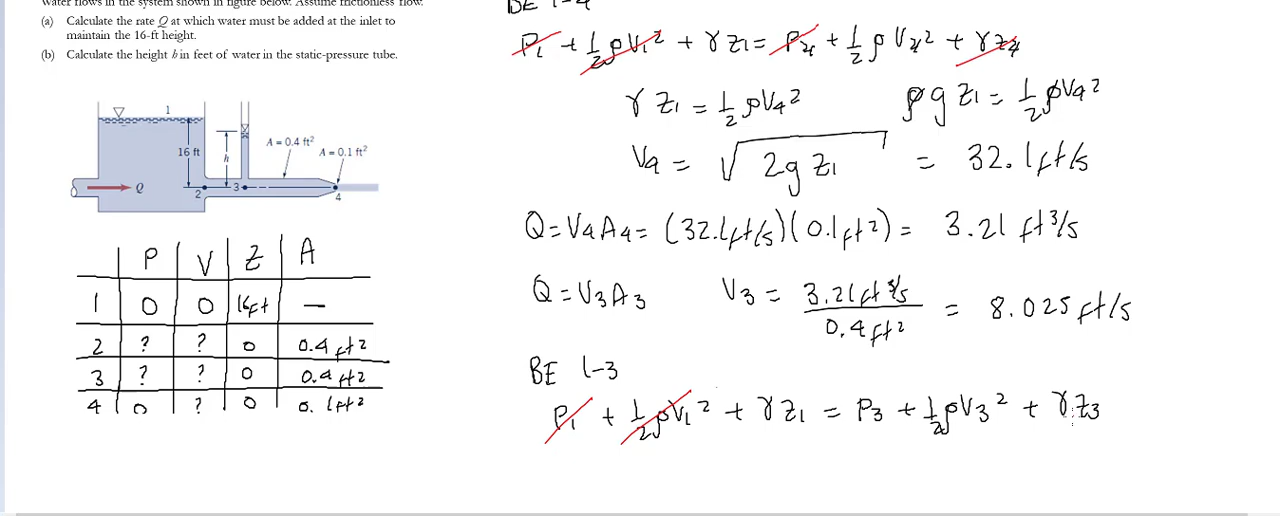 Water flows in the system shown in figure below. Assume frictionless flow.
(a) Calculate the rate Q at which water must be added at the inlet to
maintain the 16-ft height.
(b) Calculate the height h in feet of water in the static-pressure tube.
1
16 ft
h
A = 0.4 ft²
A = 0.1 ft²
Q
2
3
4
P V Z A
1 0 0 16ft —
2 ? ? 0 0.4 ft²
3 ? ? 0 0.4 ft²
4 0 ? 0 0.1ft²
BE 1-4
P₁ + ½ρV₁² + γz₁ = P₄ + ½ρV₄² + γz₄
γz₁ = ½ρV₄² ρgz₁ = ½ρV₄²
V₄ = √2gz₁ = 32.1ft/s
Q = V₄A₄ = (32.1ft/s)(0.1ft²) = 3.21 ft³/s
Q = V₃A₃ V₃ = 3.21ft³/s / 0.4ft² = 8.025ft/s
BE 1-3
P₁ + ½ρV₁² + γz₁ = P₃ + ½ρV₃² + γz₃